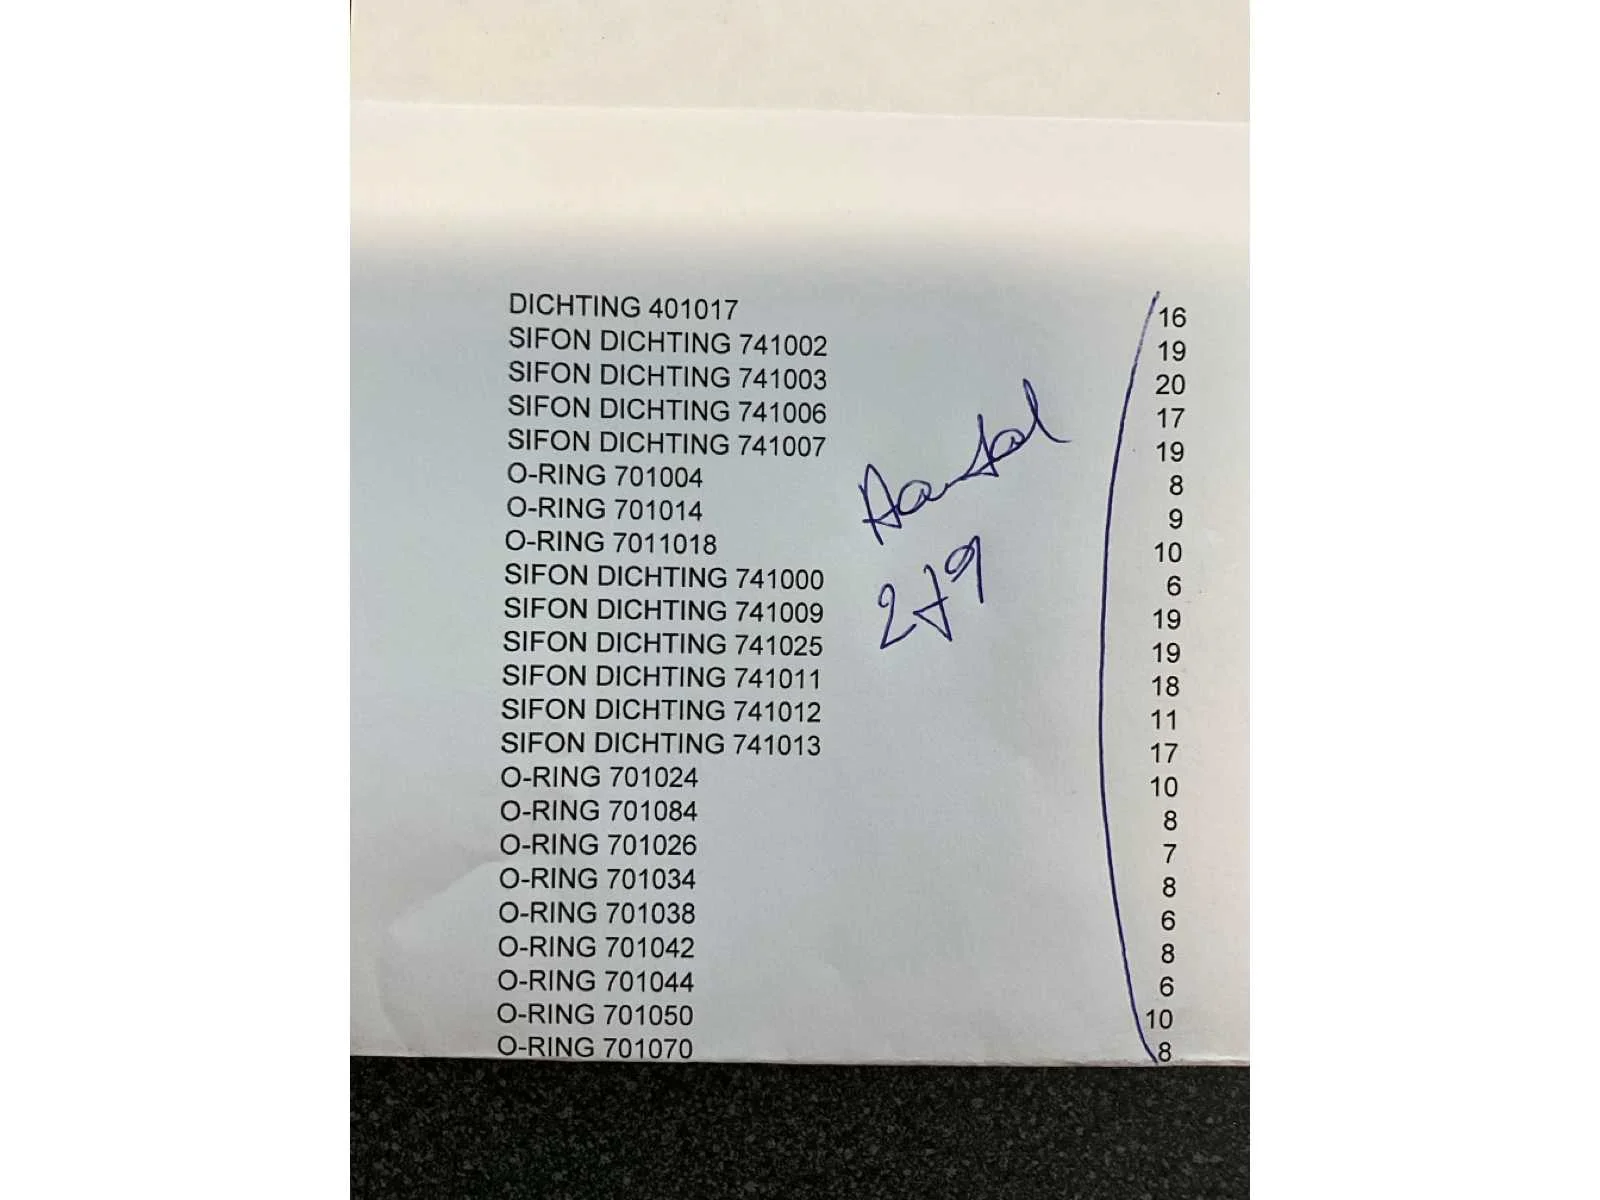 DICHTING 401017 16
SIFON DICHTING 741002 19
SIFON DICHTING 741003 20
SIFON DICHTING 741006 17
SIFON DICHTING 741007 19
O-RING 701004 8
O-RING 701014 9
O-RING 7011018 10
SIFON DICHTING 741000 6
SIFON DICHTING 741009 19
SIFON DICHTING 741025 19
SIFON DICHTING 741011 18
SIFON DICHTING 741012 11
SIFON DICHTING 741013 17
O-RING 701024 10
O-RING 701084 8
O-RING 701026 7
O-RING 701034 8
O-RING 701038 6
O-RING 701042 8
O-RING 701044 6
O-RING 701050 10
O-RING 701070 8
Aantal
279